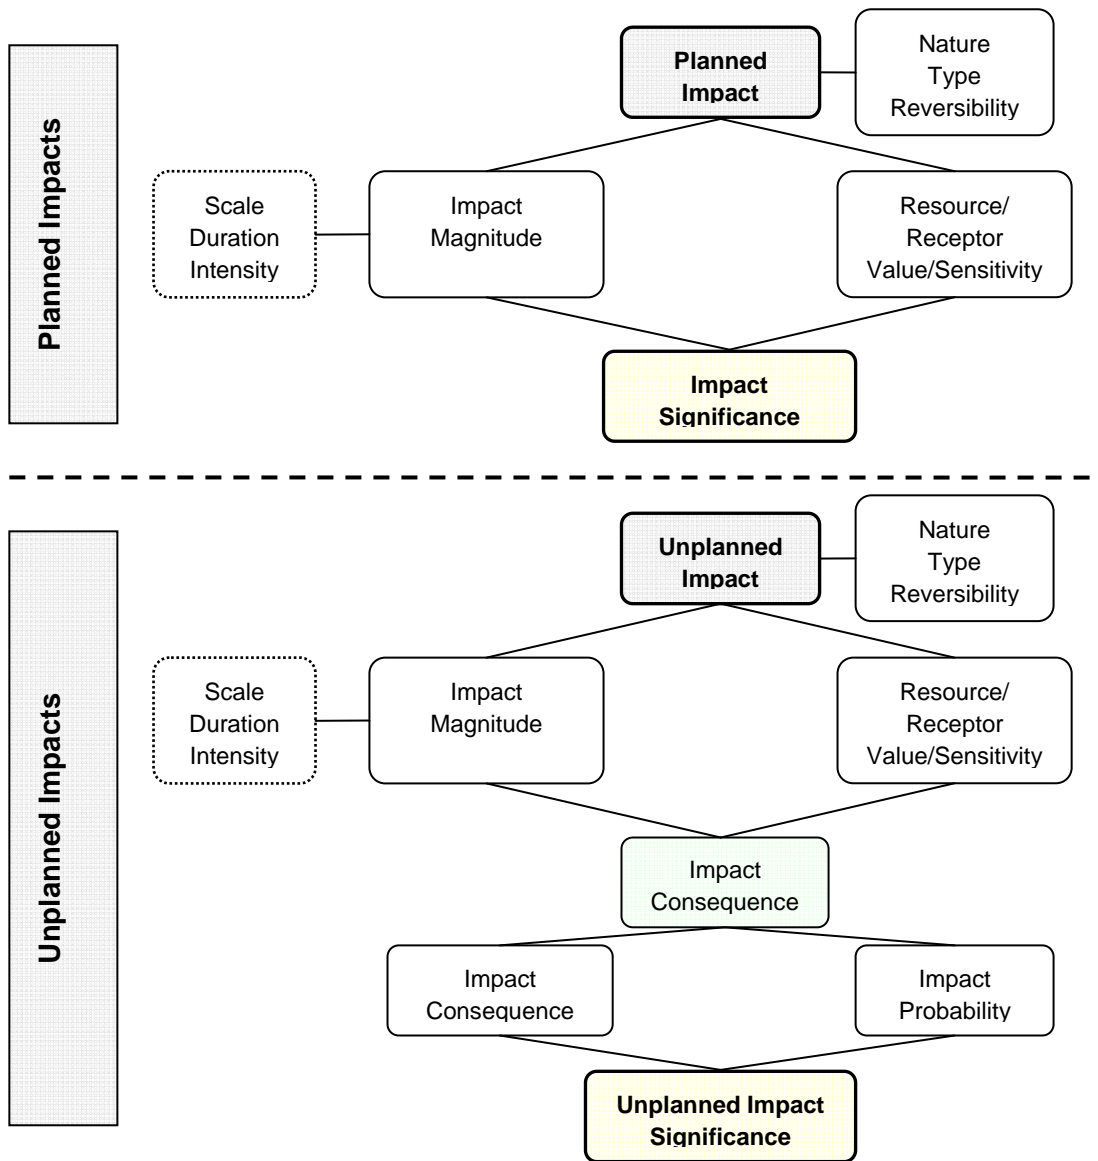 Planned Impacts
Planned
Impact
Nature
Type
Reversibility
Scale
Duration
Intensity
Impact
Magnitude
Resource/
Receptor
Value/Sensitivity
Impact
Significance
Unplanned Impacts
Unplanned
Impact
Nature
Type
Reversibility
Scale
Duration
Intensity
Impact
Magnitude
Resource/
Receptor
Value/Sensitivity
Impact
Consequence
Impact
Consequence
Impact
Probability
Unplanned Impact
Significance